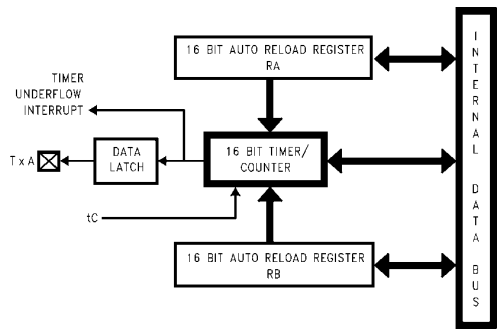 16 BIT AUTO RELOAD REGISTER
RA
TIMER
UNDERFLOW
INTERRUPT
T x A
DATA
LATCH
16 BIT TIMER/
COUNTER
tC
16 BIT AUTO RELOAD REGISTER
RB
INTERNAL DATA BUS